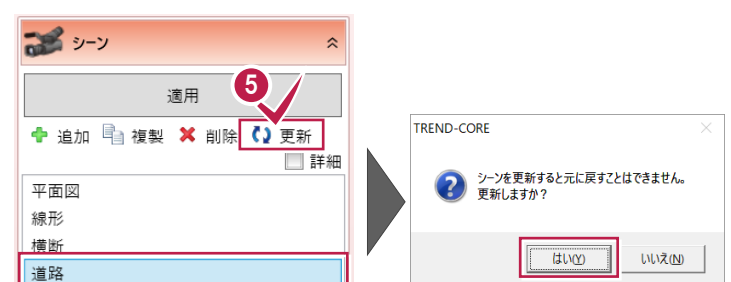 シーン
適用
5
追加 複製 削除 更新
詳細
平面図
線形
横断
道路
TREND-CORE
シーンを更新すると元に戻すことはできません。
更新しますか？
はい(Y) いいえ(N)